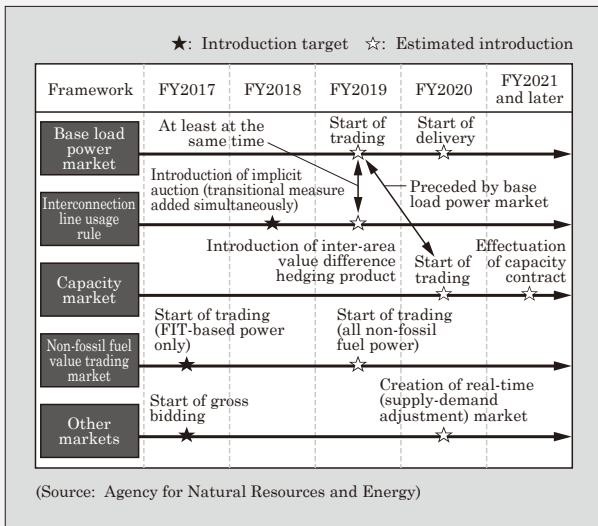 ★: Introduction target ☆: Estimated introduction
Framework FY2017 FY2018 FY2019 FY2020 FY2021
and later
Base load
power market
At least at the
same time
Start of
trading
Start of
delivery
Interconnection
line usage
rule
Introduction of implicit
auction (transitional measure
added simultaneously)
Preceded by base
load power market
Capacity
market
Introduction of inter-area
value difference
hedging product
Start of
trading
Effectuation
of capacity
contract
Non-fossil fuel
value trading
market
Start of trading
(FIT-based power
only)
Start of trading
(all non-fossil
fuel power)
Other
markets
Start of gross
bidding
Creation of real-time
(supply-demand
adjustment) market
(Source: Agency for Natural Resources and Energy)